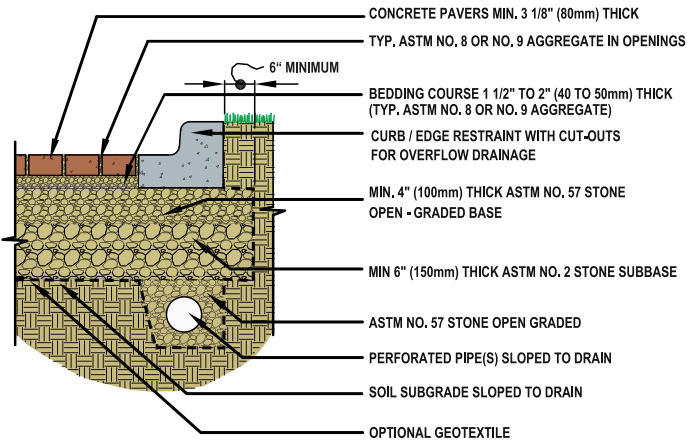 CONCRETE PAVERS MIN. 3 1/8" (80mm) THICK
TYP. ASTM NO. 8 OR NO. 9 AGGREGATE IN OPENINGS
6" MINIMUM
BEDDING COURSE 1 1/2" TO 2" (40 TO 50mm) THICK
(TYP. ASTM NO. 8 OR NO. 9 AGGREGATE)
CURB / EDGE RESTRAINT WITH CUT-OUTS
FOR OVERFLOW DRAINAGE
MIN. 4" (100mm) THICK ASTM NO. 57 STONE
OPEN - GRADED BASE
MIN 6" (150mm) THICK ASTM NO. 2 STONE SUBBASE
ASTM NO. 57 STONE OPEN GRADED
PERFORATED PIPE(S) SLOPED TO DRAIN
SOIL SUBGRADE SLOPED TO DRAIN
OPTIONAL GEOTEXTILE